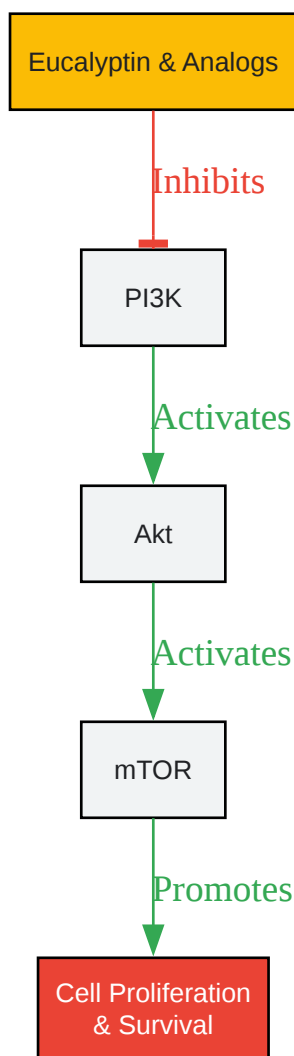 Eucalyptin & Analogs
Inhibits
PI3K
Activates
Akt
Activates
mTOR
Promotes
Cell Proliferation
& Survival